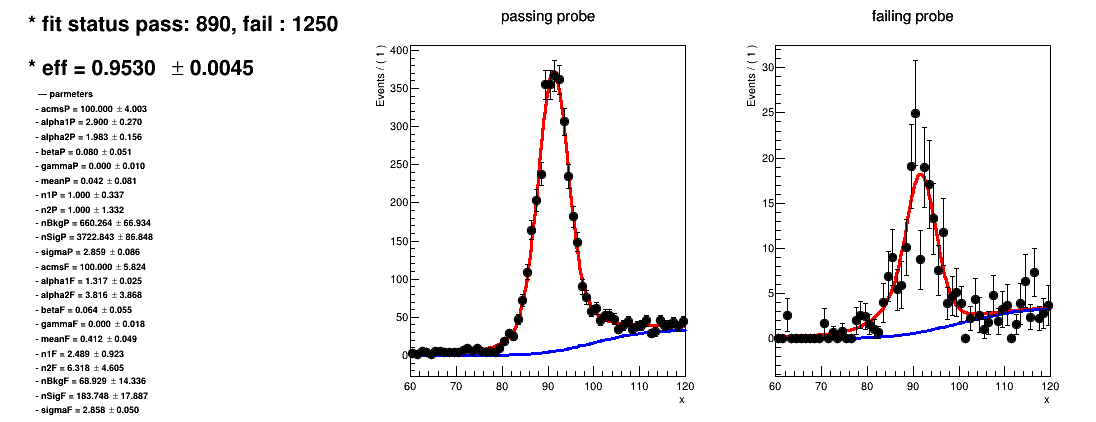 * fit status pass: 890, fail : 1250
* eff = 0.9530 ± 0.0045
--- parmeters
- acmsP = 100.000 ± 4.003
- alpha1P = 2.900 ± 0.270
- alpha2P = 1.983 ± 0.156
- betaP = 0.080 ± 0.051
- gammaP = 0.000 ± 0.010
- meanP = 0.042 ± 0.081
- n1P = 1.000 ± 0.337
- n2P = 1.000 ± 1.332
- nBkgP = 660.264 ± 66.934
- nSigP = 3722.843 ± 86.848
- sigmaP = 2.859 ± 0.086
- acmsF = 100.000 ± 5.824
- alpha1F = 1.317 ± 0.025
- alpha2F = 3.816 ± 3.868
- betaF = 0.064 ± 0.055
- gammaF = 0.000 ± 0.018
- meanF = 0.412 ± 0.049
- n1F = 2.489 ± 0.923
- n2F = 6.318 ± 4.605
- nBkgF = 68.929 ± 14.336
- nSigF = 183.748 ± 17.887
- sigmaF = 2.858 ± 0.050
passing probe
Events / ( 1 )
400
350
300
250
200
150
100
50
0
60 70 80 90 100 110 120
x
failing probe
Events / ( 1 )
30
25
20
15
10
5
0
60 70 80 90 100 110 120
x